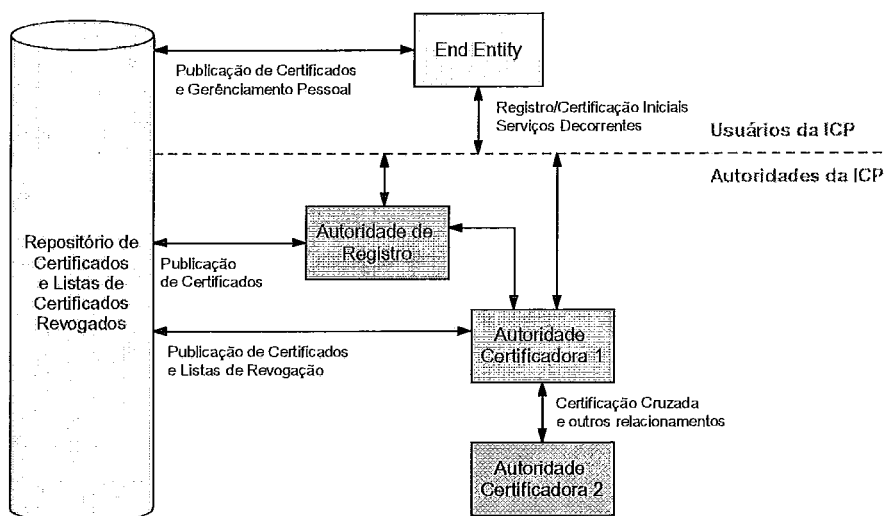 End Entity
Publicação de Certificados
e Gerênciamento Pessoal
Registro/Certificação Iniciais
Serviços Decorrentes
Usuários da ICP
Autoridades da ICP
Autoridade de
Registro
Repositório de
Certificados
e Listas de
Certificados
Revogados
Publicação
de Certificados
Autoridade
Certificadora 1
Publicação de Certificados
e Listas de Revogação
Certificação Cruzada
e outros relacionamentos
Autoridade
Certificadora 2